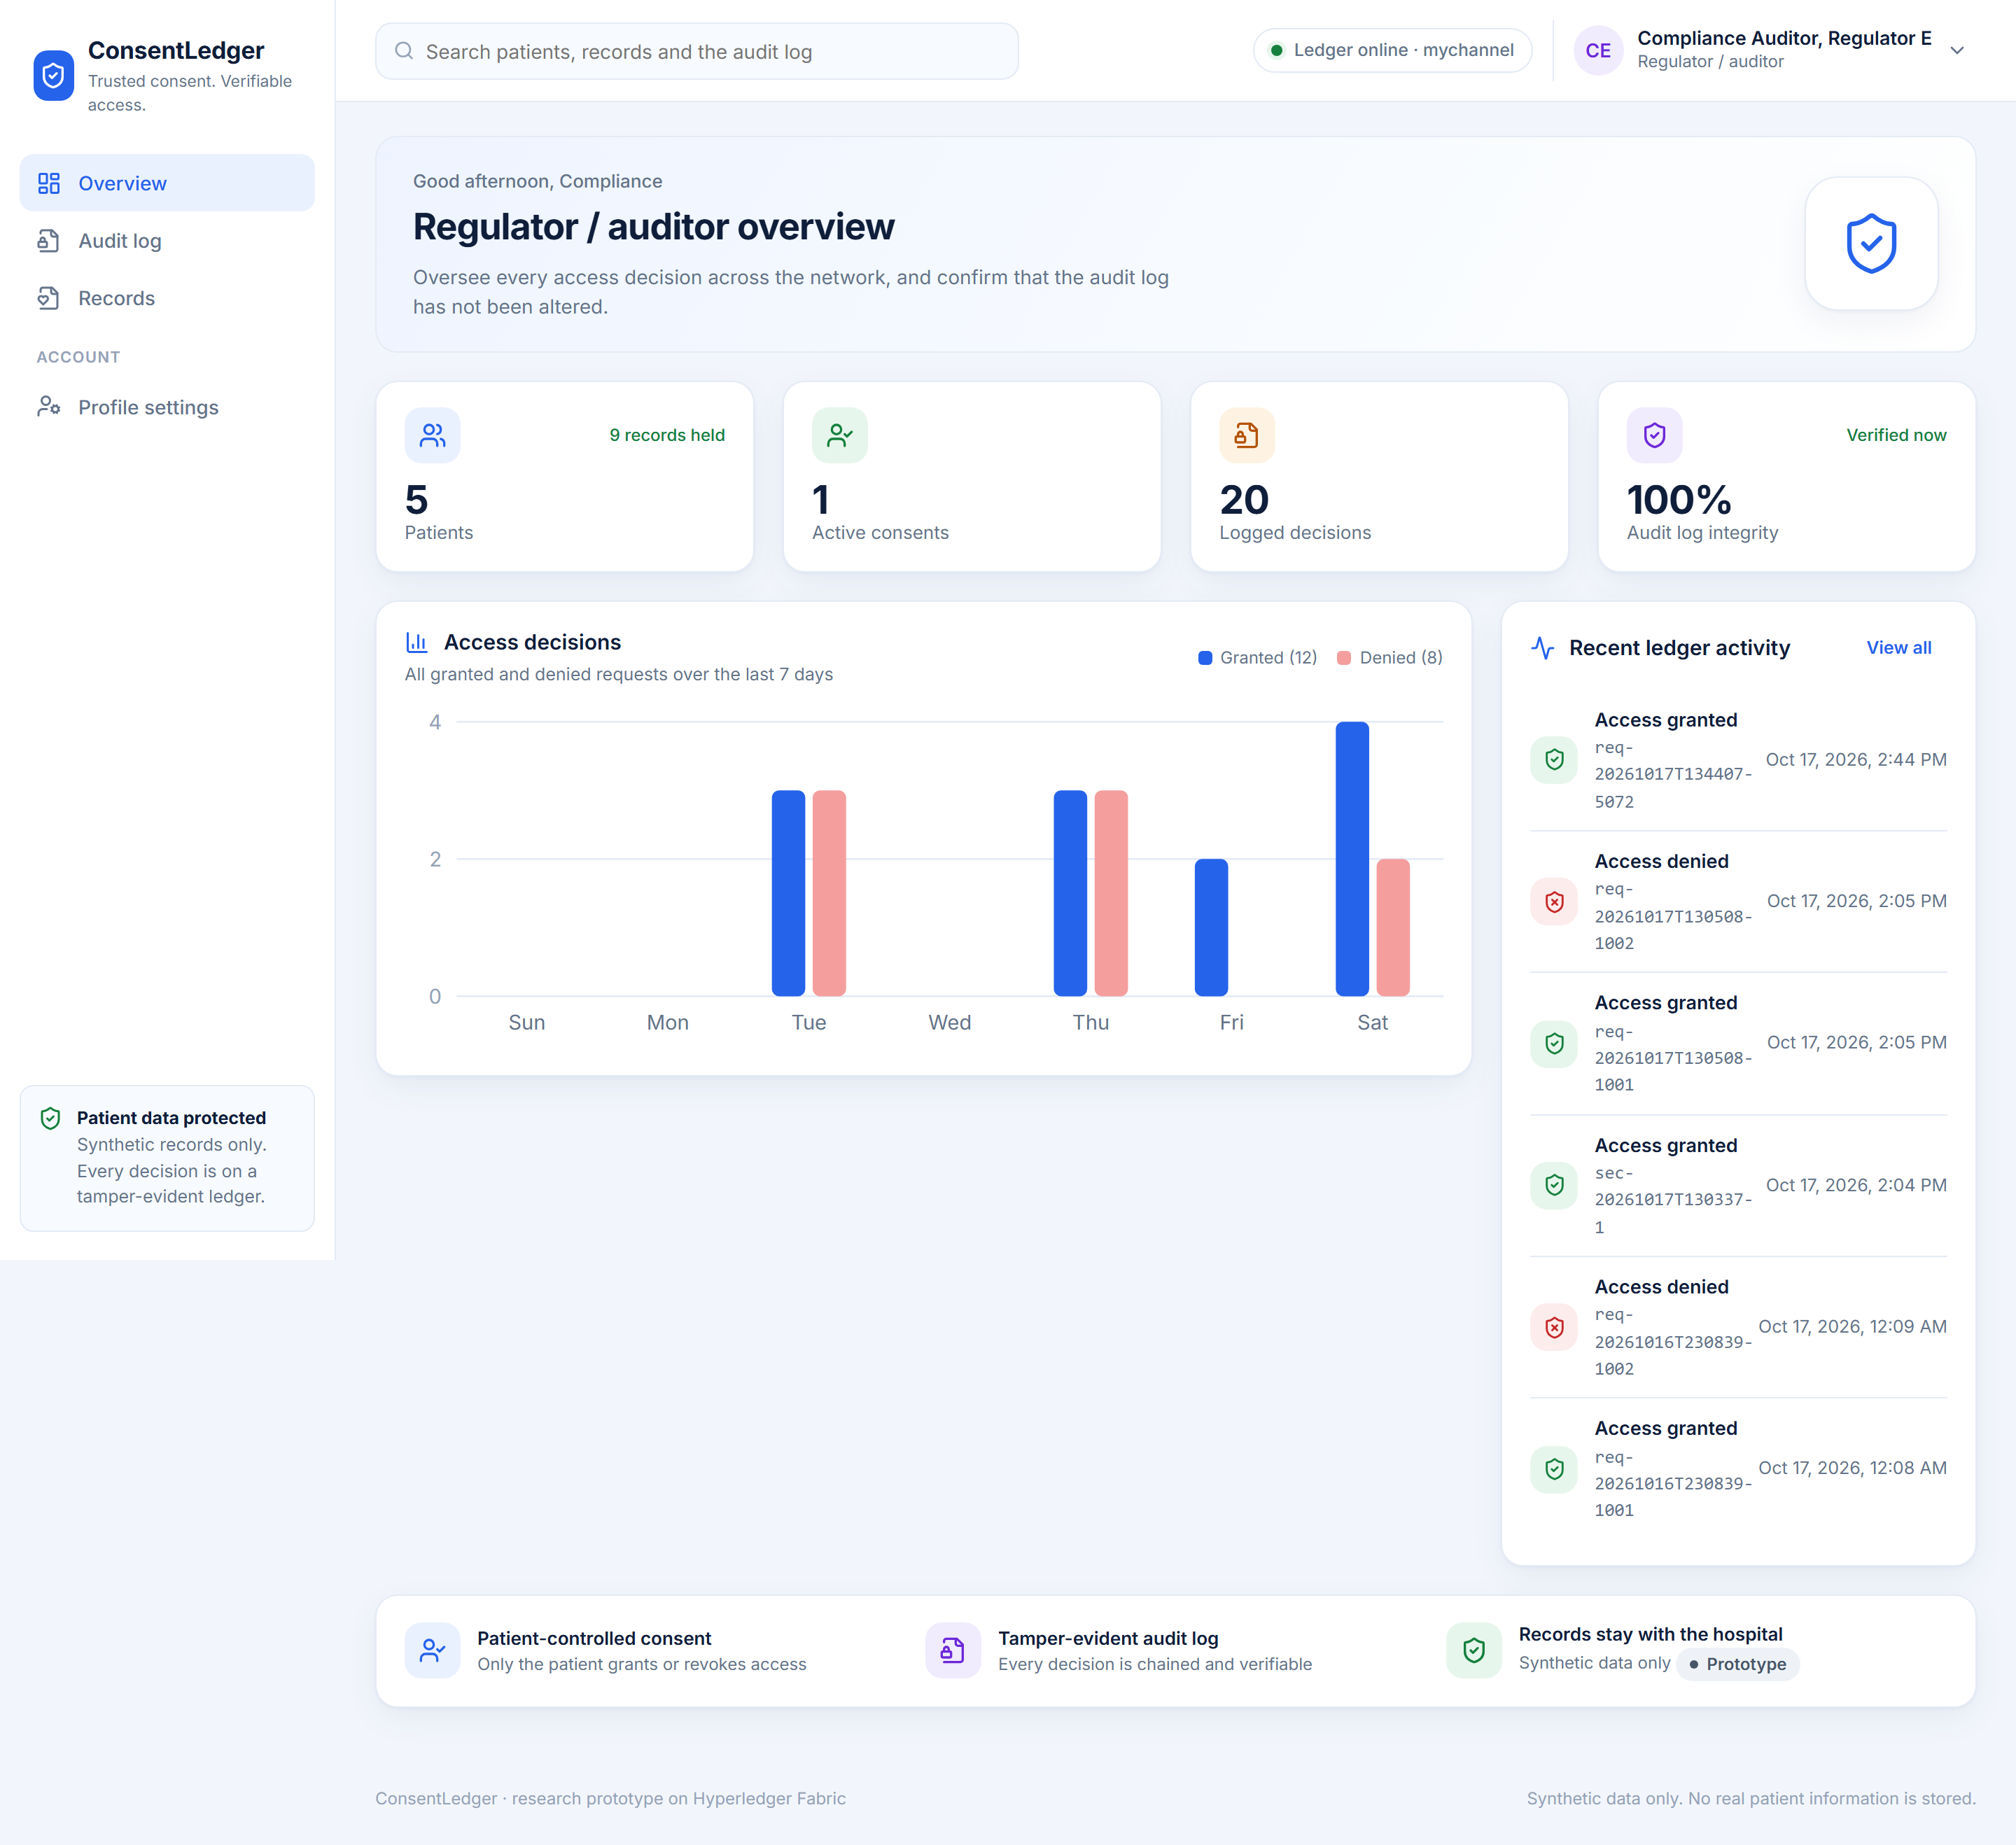 ConsentLedger
Trusted consent. Verifiable
access.
Overview
Audit log
Records
ACCOUNT
Profile settings
Patient data protected
Synthetic records only.
Every decision is on a
tamper-evident ledger.
Search patients, records and the audit log
Ledger online · mychannel
CE
Compliance Auditor, Regulator E
Regulator / auditor
Good afternoon, Compliance
Regulator / auditor overview
Oversee every access decision across the network, and confirm that the audit log
has not been altered.
9 records held
5
Patients
1
Active consents
20
Logged decisions
Verified now
100%
Audit log integrity
Access decisions
All granted and denied requests over the last 7 days
Granted (12)
Denied (8)
4
2
0
Sun
Mon
Tue
Wed
Thu
Fri
Sat
Recent ledger activity
View all
Access granted
req-
20261017T134407-
5072
Oct 17, 2026, 2:44 PM
Access denied
req-
20261017T130508-
1002
Oct 17, 2026, 2:05 PM
Access granted
req-
20261017T130508-
1001
Oct 17, 2026, 2:05 PM
Access granted
sec-
20261017T130337-
1
Oct 17, 2026, 2:04 PM
Access denied
req-
20261016T230839-
1002
Oct 17, 2026, 12:09 AM
Access granted
req-
20261016T230839-
1001
Oct 17, 2026, 12:08 AM
Patient-controlled consent
Only the patient grants or revokes access
Tamper-evident audit log
Every decision is chained and verifiable
Records stay with the hospital
Synthetic data only
Prototype
ConsentLedger · research prototype on Hyperledger Fabric
Synthetic data only. No real patient information is stored.